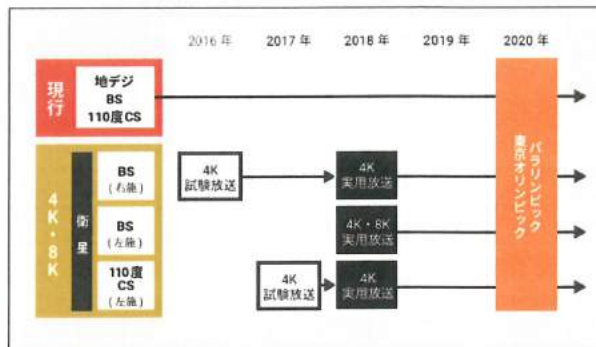 2016年
2017年
2018年
2019年
2020年
現行
地デジ
BS
110度CS
4K・8K
衛星
BS
(右施)
BS
(左施)
110度
CS
(左施)
4K
試験放送
4K
実用放送
4K・8K
実用放送
4K
試験放送
4K
実用放送
パラリンピック
東京オリンピック